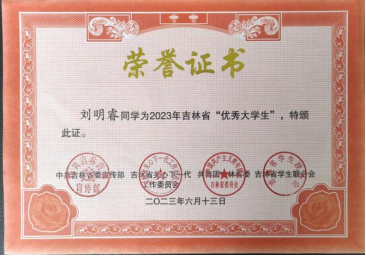 荣誉证书
刘明睿同学为2023年吉林省“优秀大学生”，特颁
此证。
中共吉林省委宣传部 吉林省关心下一代 共青团吉林省委 吉林省学生联合会
工作委员会
二〇二三年六月十三日